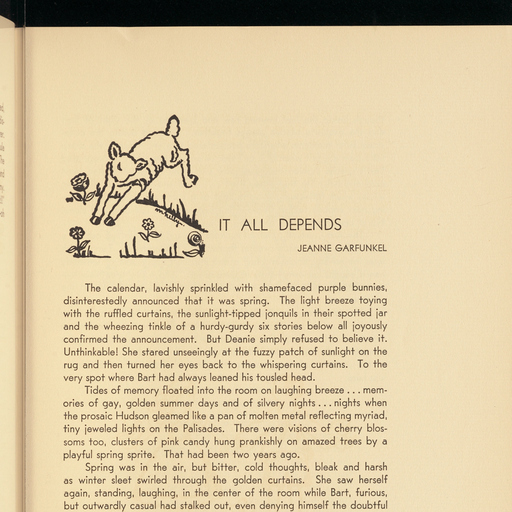 IT ALL DEPENDS
JEANNE GARFUNKEL
The calendar, lavishly sprinkled with shamefaced purple bunnies,
disinterestedly announced that it was spring. The light breeze toying
with the ruffled curtains, the sunlight-tipped jonquils in their spotted jar
and the wheezing tinkle of a hurdy-gurdy six stories below all joyously
confirmed the announcement. But Deanie simply refused to believe it.
Unthinkable! She stared unseeingly at the fuzzy patch of sunlight on the
rug and then turned her eyes back to the whispering curtains. To the
very spot where Bart had always leaned his tousled head.
Tides of memory floated into the room on laughing breeze . . . mem-
ories of gay, golden summer days and of silvery nights . . . nights when
the prosaic Hudson gleamed like a pan of molten metal reflecting myriad,
tiny jeweled lights on the Palisades. There were visions of cherry blos-
soms too, clusters of pink candy hung prankishly on amazed trees by a
playful spring sprite. That had been two years ago.
Spring was in the air, but bitter, cold thoughts, bleak and harsh
as winter sleet swirled through the golden curtains. She saw herself
again, standing, laughing, in the center of the room while Bart, furious,
but outwardly casual had stalked out, even denying himself the doubtful